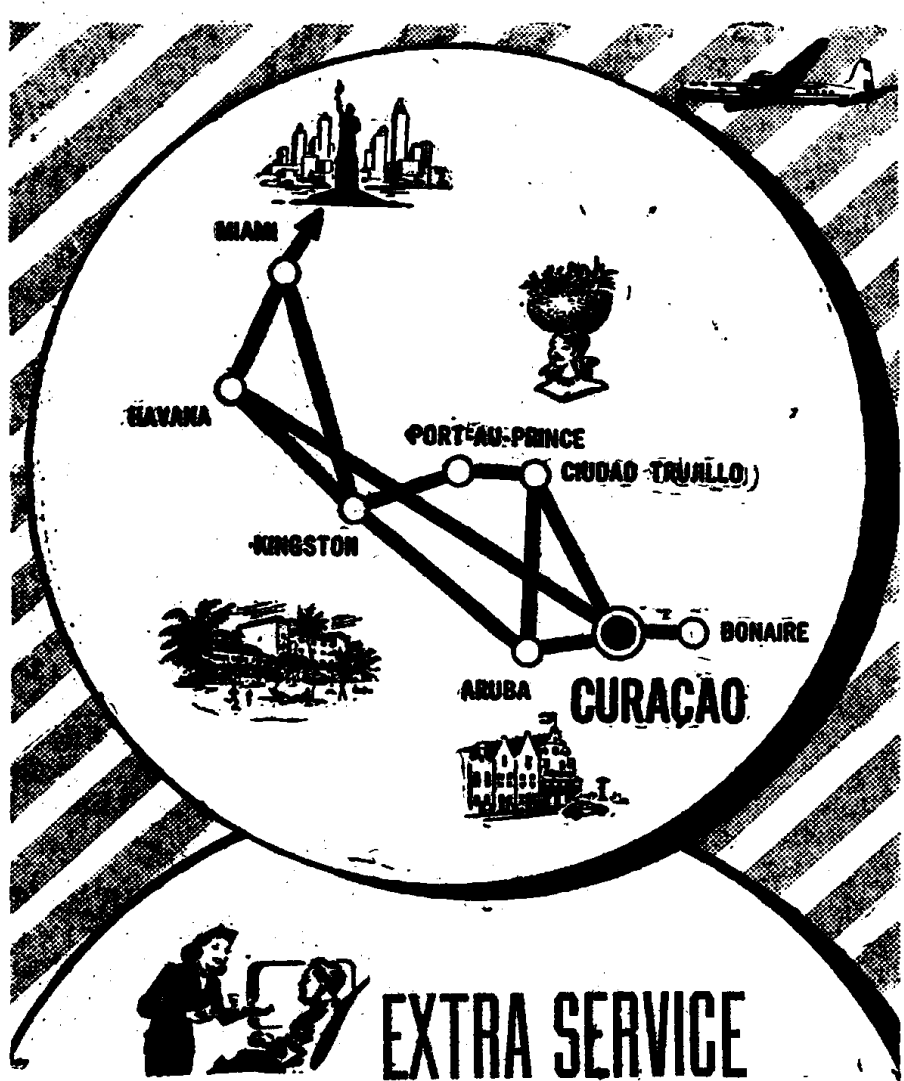 MIAMI
HAVANA
PORT-AU-PRINCE
CIUDAD TRUJILLO
KINGSTON
BONAIRE
ARUBA
CURAÇAO
EXTRA SERVICE